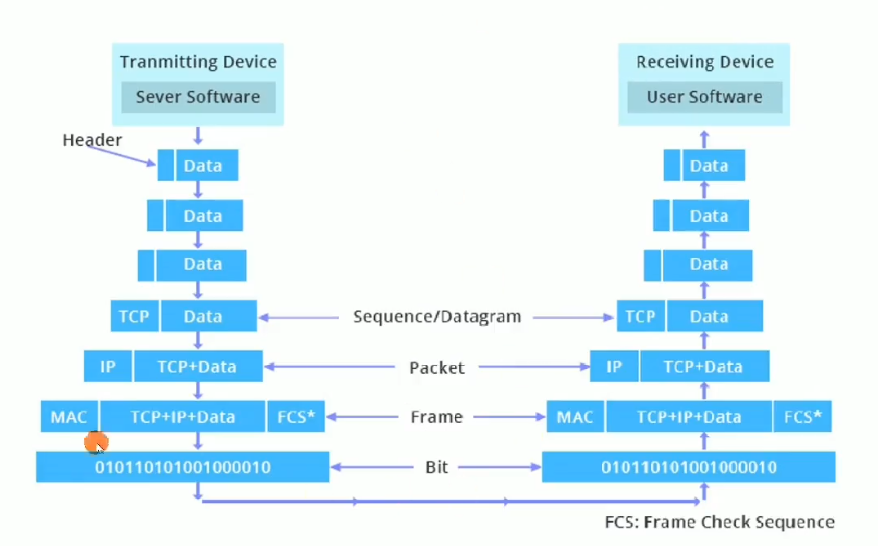 Tranmitting Device
Receiving Device
Sever Software
User Software
Header
Data
Data
Data
Data
Data
Data
TCP Data
Sequence/Datagram
TCP Data
IP TCP+Data
Packet
IP TCP+Data
MAC TCP+IP+Data FCS*
Frame
MAC TCP+IP+Data FCS*
010110101001000010
Bit
010110101001000010
FCS: Frame Check Sequence